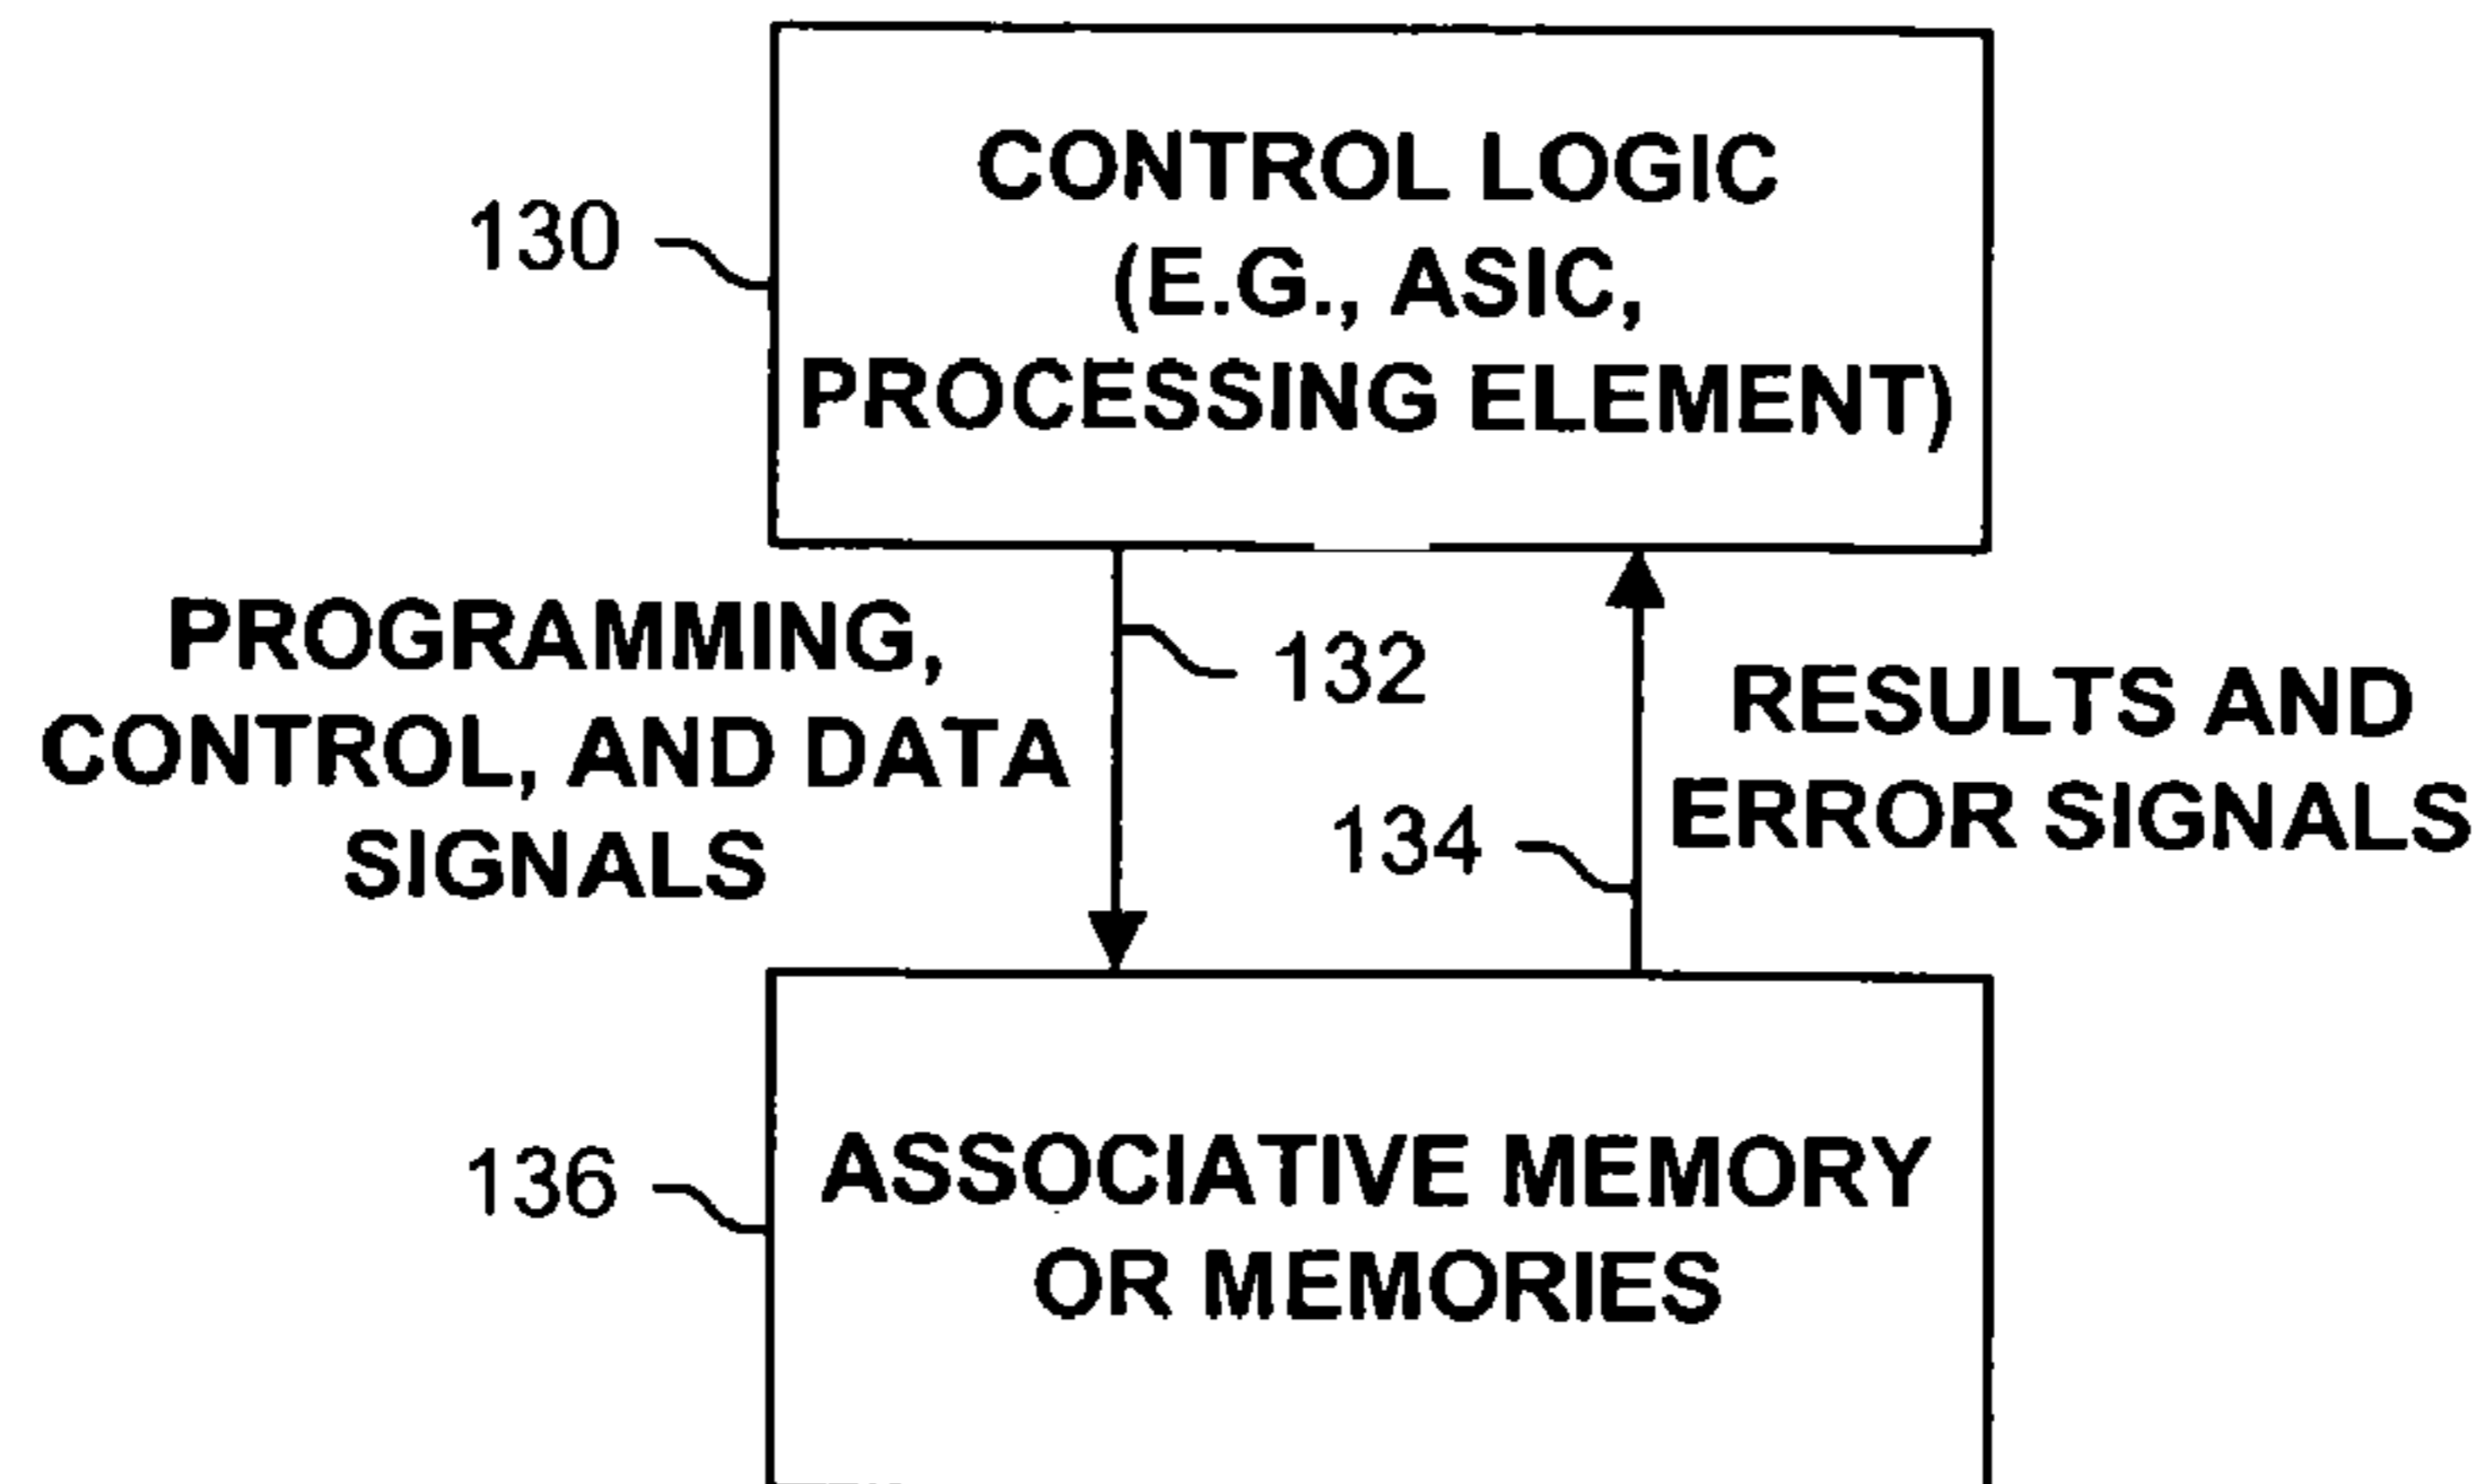 130
CONTROL LOGIC
(E.G., ASIC,
PROCESSING ELEMENT)
PROGRAMMING,
CONTROL, AND DATA
SIGNALS
132
134
RESULTS AND
ERROR SIGNALS
136
ASSOCIATIVE MEMORY
OR MEMORIES